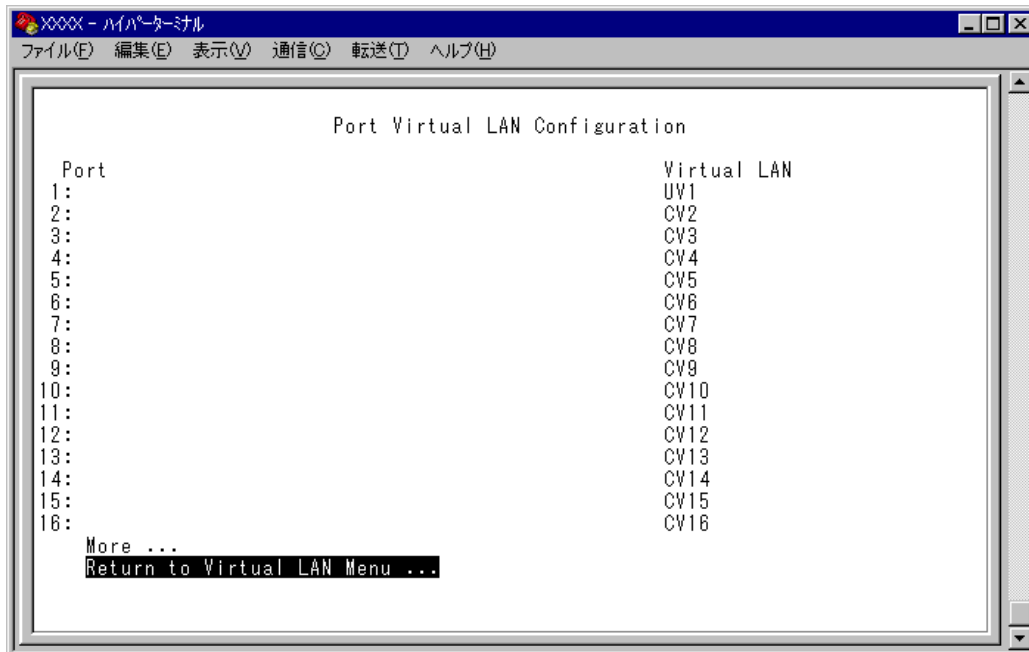 XXXX - ハイパーターミナル
ファイル(F) 編集(E) 表示(V) 通信(C) 転送(T) ヘルプ(H)
Port Virtual LAN Configuration
Port Virtual LAN
1: UV1
2: CV2
3: CV3
4: CV4
5: CV5
6: CV6
7: CV7
8: CV8
9: CV9
10: CV10
11: CV11
12: CV12
13: CV13
14: CV14
15: CV15
16: CV16
More ...
Return to Virtual LAN Menu ...